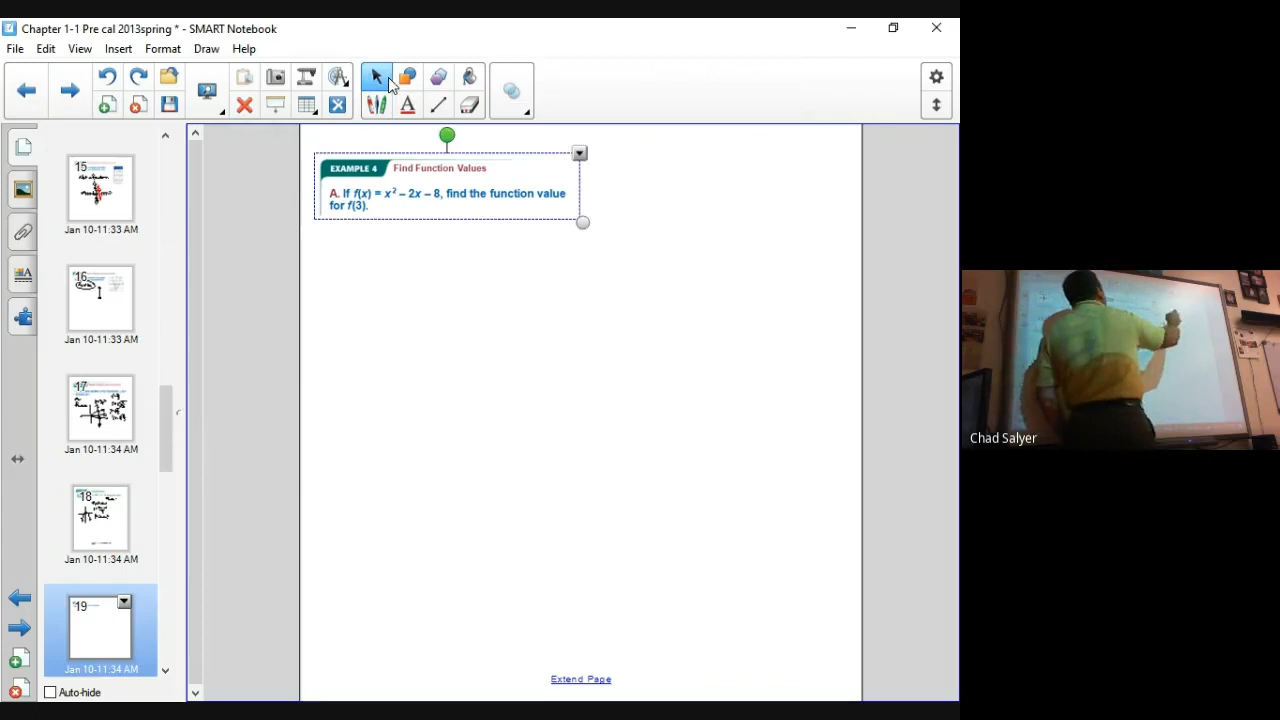 Chapter 1-1 Pre cal 2013spring * - SMART Notebook
File Edit View Insert Format Draw Help
15
Jan 10-11:33 AM
16
Jan 10-11:33 AM
17
Jan 10-11:34 AM
18
Jan 10-11:34 AM
19
Jan 10-11:34 AM
Auto-hide
EXAMPLE 4 Find Function Values
A. If f(x) = x² – 2x – 8, find the function value
for f(3).
Extend Page
Chad Salyer